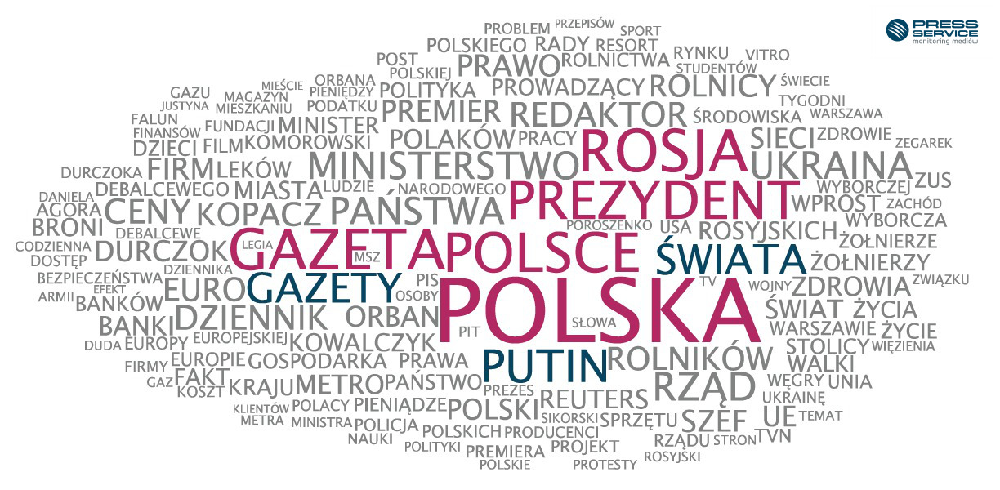 PRESS
SERVICE
monitoring mediów
PROBLEM PRZEPISÓW SPORT
POLSKIEGO RADY RESORT
POST PRAWO ROLNICTWA RYNKU VITRO
POLSKIEJ STUDENTÓW
GAZU MIEŚCIE ORBANA PIENIĘDZY POLITYKA PROWADZĄCY ROLNICY ŚWIECIE
JUSTYNA MAGAZYN MIESZKANIU PODATKU PREMIER REDAKTOR ŚRODOWISKA TYGODNI WARSZAWA
FALUN FINANSÓW FUNDACJI MINISTER POLAKÓW PRACY ROSJA SIECI ZDROWIE ZEGAREK
DZIECI FILM KOMOROWSKI
DURCZOKA FIRM LEKÓW MINISTERSTWO UKRAINA
DEBALCEWEGO MIASTA LUDZIE NARODOWEGO PREZYDENT WYBORCZEJ ZUS
DANIELA AGORA CENY KOPACZ PAŃSTWA WPROST ZACHÓD
BRONI DEBALCEWE POROSZENKO USA ROSYJSKICH WYBORCZA
CODZIENNA DURCZOK GAZETA LEGIA POLSCE ŻOŁNIERZE
DOSTĘP MSZ ŚWIATA ŻOŁNIERZY
BEZPIECZEŃSTWA DZIENNIKA GAZETY PIS TV WOJNY ZDROWIA ZWIĄZKU
ARMII EFEKT BANKÓW EURO OSOBY POLSKA
BANKI DZIENNIK ORBAN PIT SŁOWA ŚWIAT ŻYCIA
DUDA EUROPY EUROPEJSKIEJ KOWALCZYK WARSZAWIE ŻYCIE
STOLICY WIĘZIENIA
FIRMY EUROPIE GOSPODARKA PRAWA PUTIN ROLNIKÓW WALKI
GAZ FAKT KOSZT KRAJU METRO PAŃSTWO PREZES RZĄD WĘGRY UNIA
KLIENTÓW POLACY PIENIĄDZE POLSKI REUTERS UKRAINĘ
METRA MINISTRA POLICJA POLSKICH SIKORSKI SPRZĘTU SZEF UE TEMAT
NAUKI PRODUCENCI RZĄDU STRON TVN
POLITYKI PREMIERA PROJEKT ROSYJSKI
POLSKIE PROTESTY